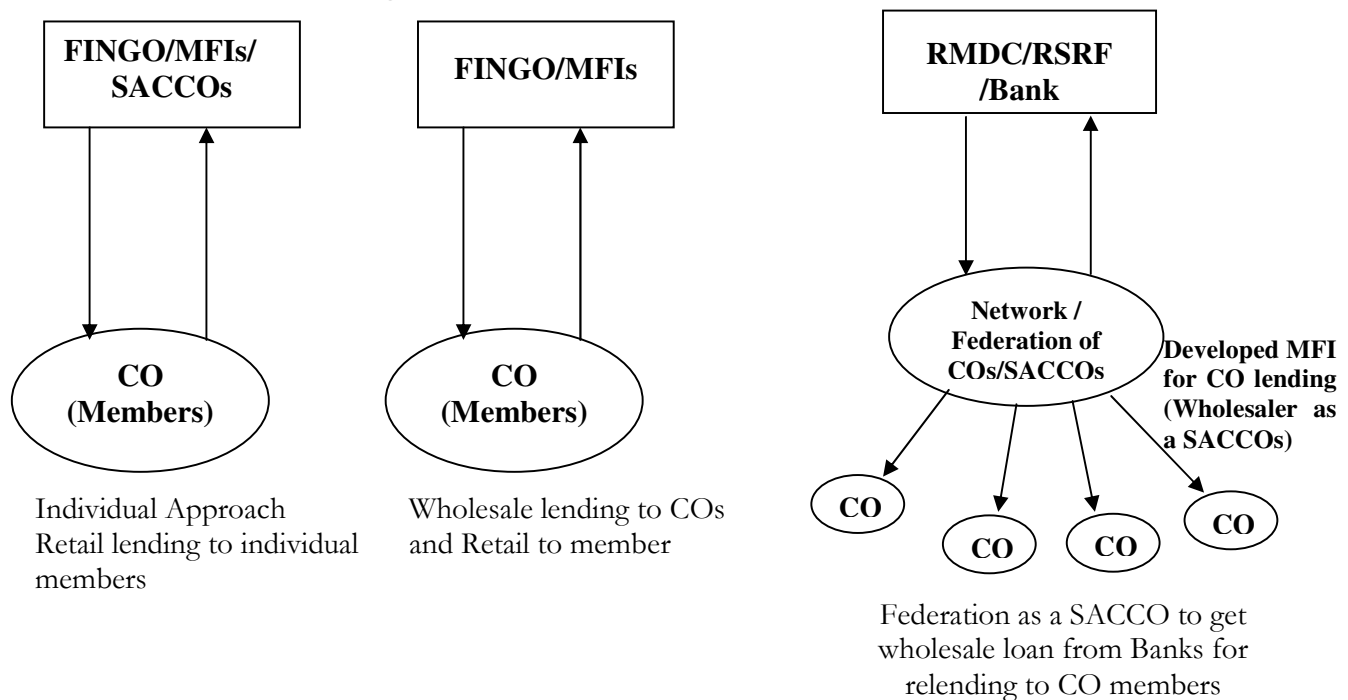 FINGO/MFIs/
SACCOs
CO
(Members)
Individual Approach
Retail lending to individual
members
FINGO/MFIs
CO
(Members)
Wholesale lending to COs
and Retail to member
RMDC/RSRF
/Bank
Network /
Federation of
COs/SACCOs
Developed MFI
for CO lending
(Wholesaler as
a SACCOs)
CO
CO
CO
CO
Federation as a SACCO to get
wholesale loan from Banks for
relending to CO members